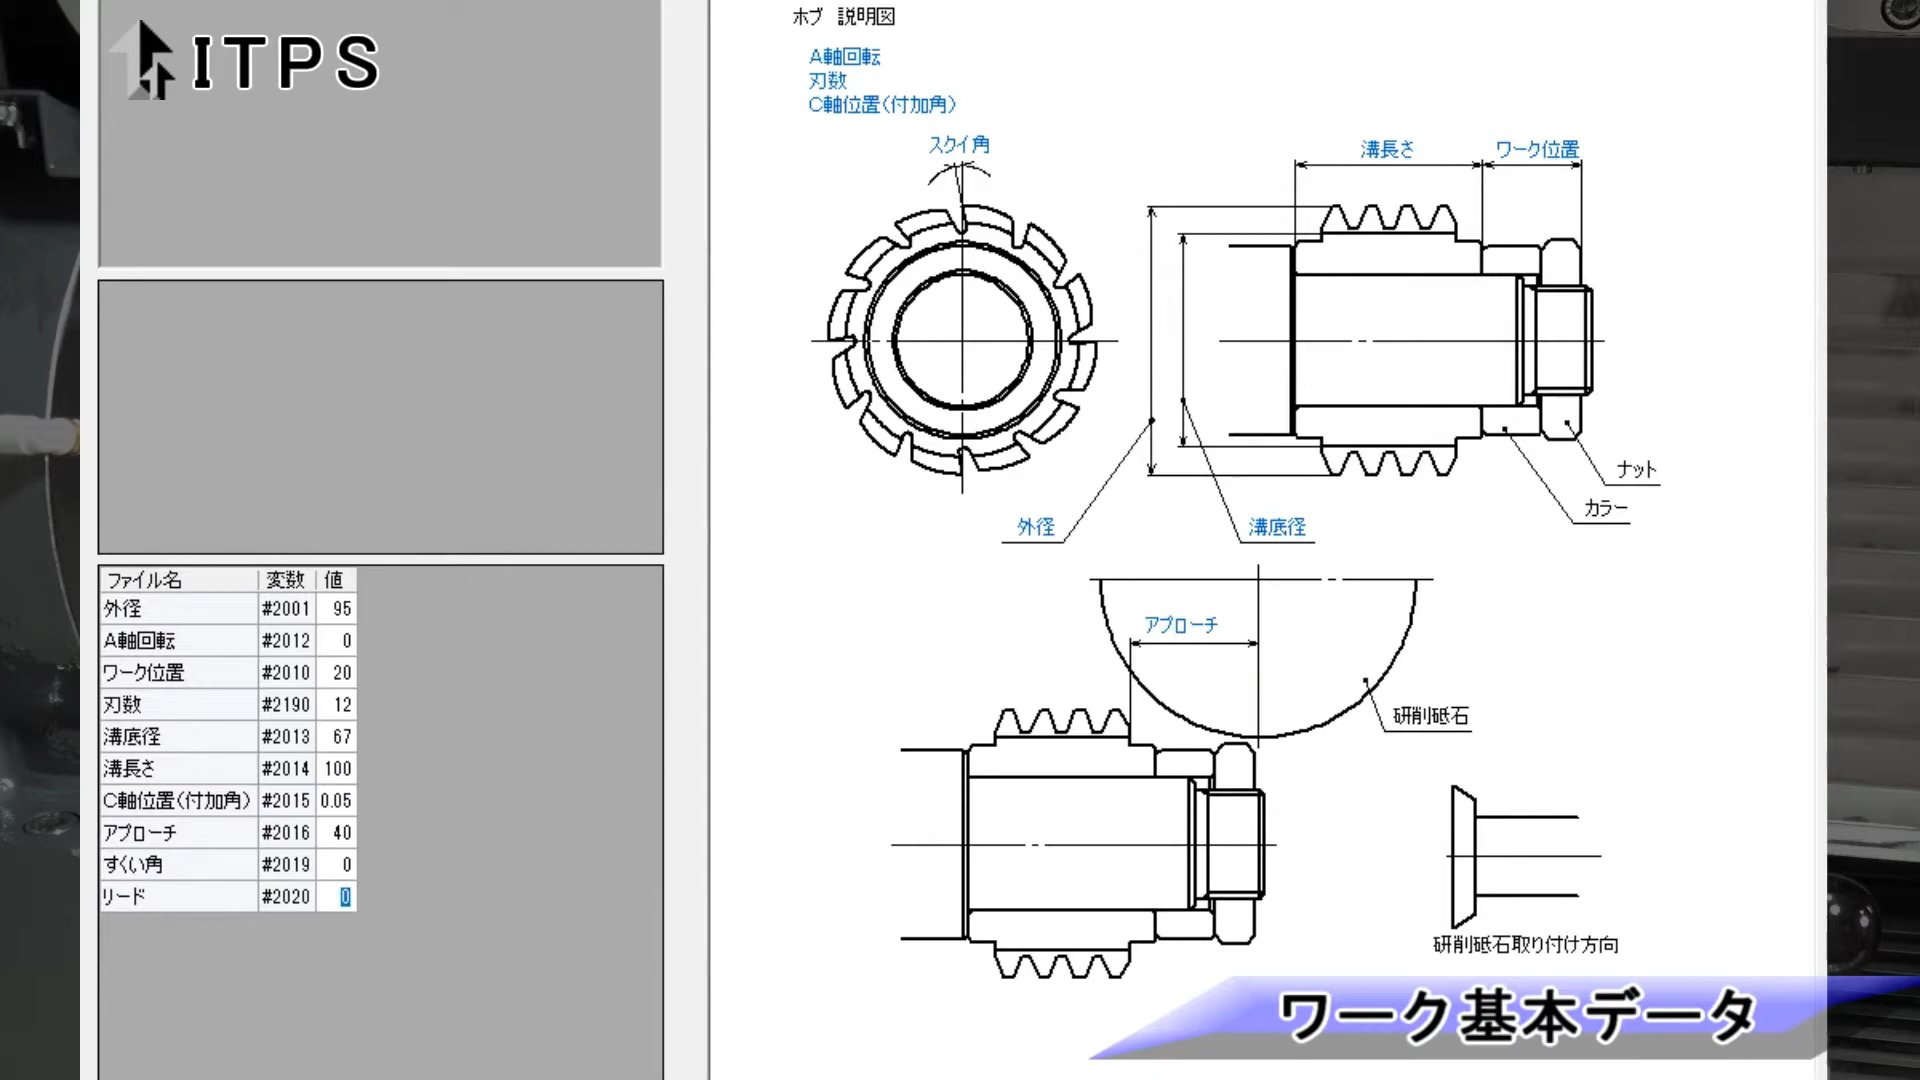 ITPS
ホブ 説明図
A軸回転
刃数
C軸位置(付加角)
スクイ角
溝長さ
ワーク位置
外径
溝底径
ナット
カラー
アプローチ
研削砥石
研削砥石取り付け方向
ファイル名 変数 値
外径 #2001 95
A軸回転 #2012 0
ワーク位置 #2010 20
刃数 #2190 12
溝底径 #2013 67
溝長さ #2014 100
C軸位置(付加角) #2015 0.05
アプローチ #2016 40
すくい角 #2019 0
リード #2020 0
ワーク基本データ